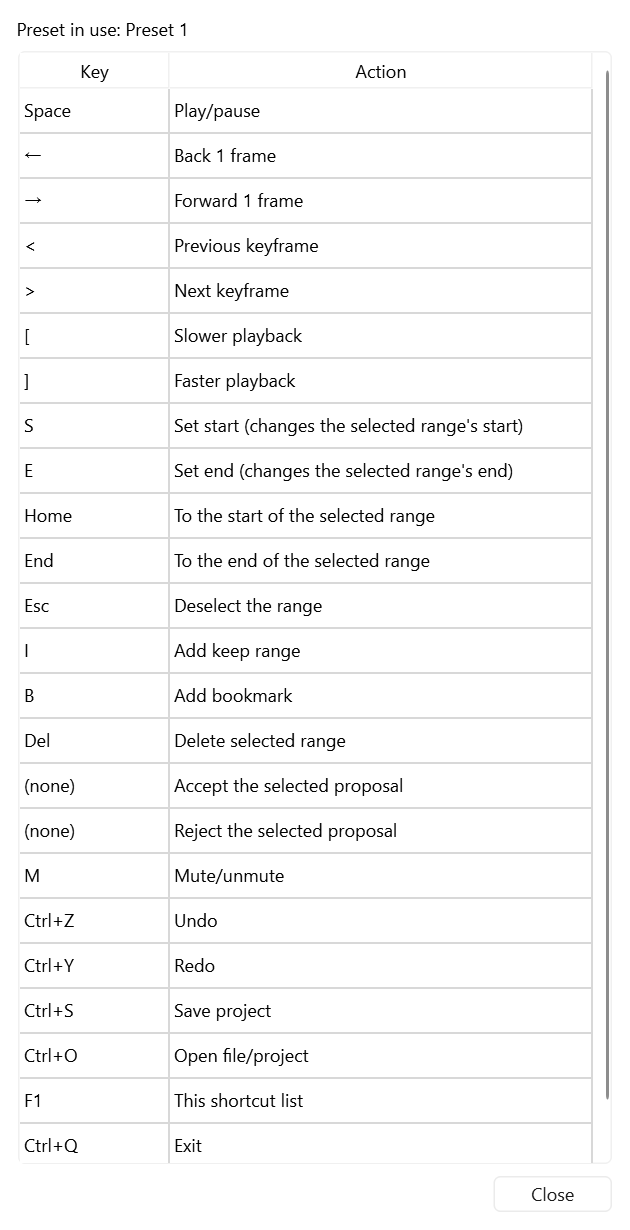 Preset in use: Preset 1
Key Action
Space Play/pause
← Back 1 frame
→ Forward 1 frame
< Previous keyframe
> Next keyframe
[ Slower playback
] Faster playback
S Set start (changes the selected range's start)
E Set end (changes the selected range's end)
Home To the start of the selected range
End To the end of the selected range
Esc Deselect the range
I Add keep range
B Add bookmark
Del Delete selected range
(none) Accept the selected proposal
(none) Reject the selected proposal
M Mute/unmute
Ctrl+Z Undo
Ctrl+Y Redo
Ctrl+S Save project
Ctrl+O Open file/project
F1 This shortcut list
Ctrl+Q Exit
Close